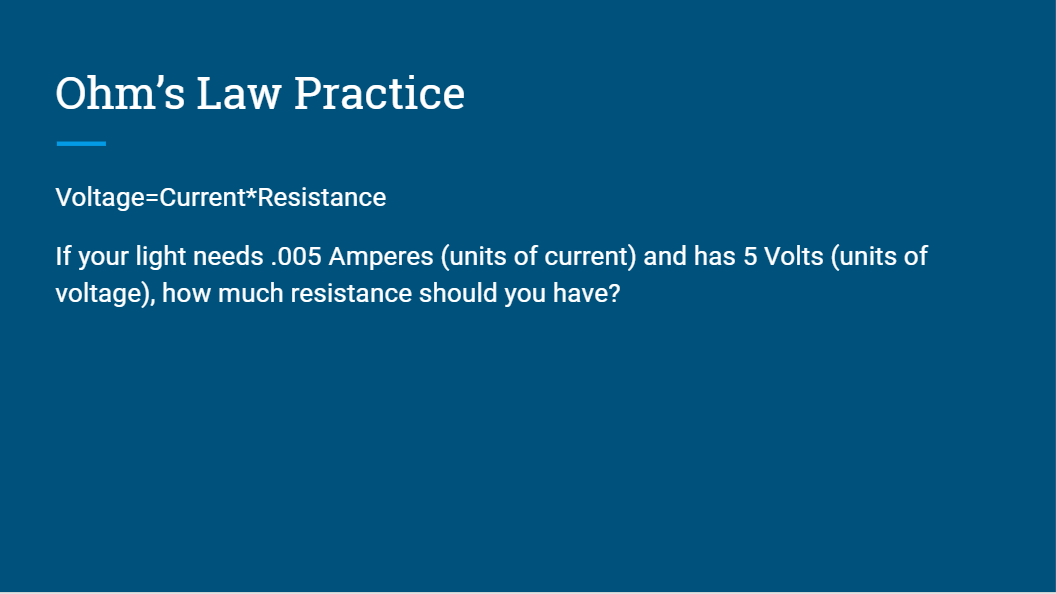 Ohm’s Law Practice
Voltage=Current*Resistance
If your light needs .005 Amperes (units of current) and has 5 Volts (units of
voltage), how much resistance should you have?